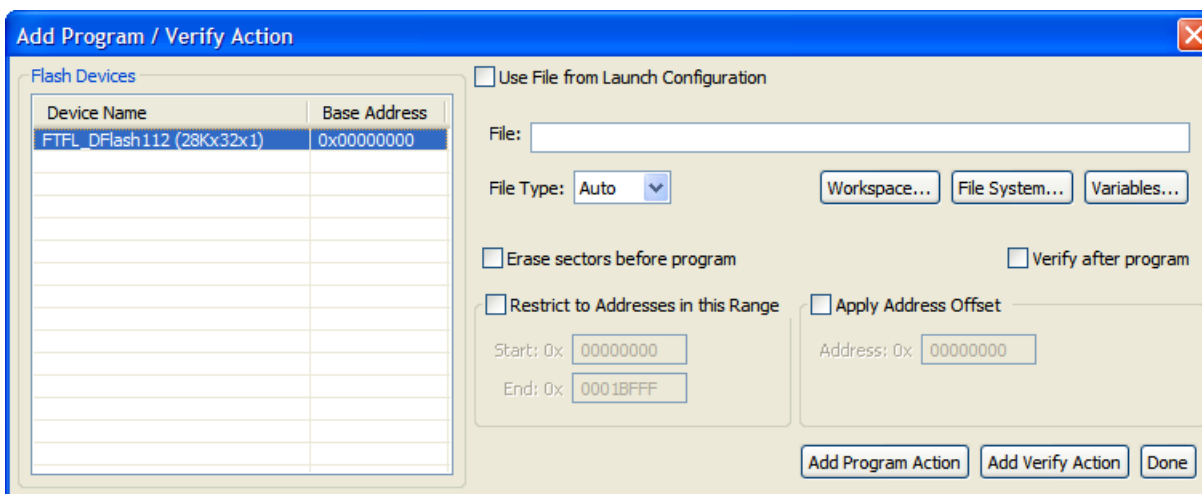 Add Program / Verify Action
Flash Devices
Device Name Base Address
FTFL_DFlash112 (28Kx32x1) 0x00000000
Use File from Launch Configuration
File:
File Type: Auto Workspace... File System... Variables...
Erase sectors before program Verify after program
Restrict to Addresses in this Range Apply Address Offset
Start: 0x 00000000 Address: 0x 00000000
End: 0x 0001BFFF
Add Program Action Add Verify Action Done